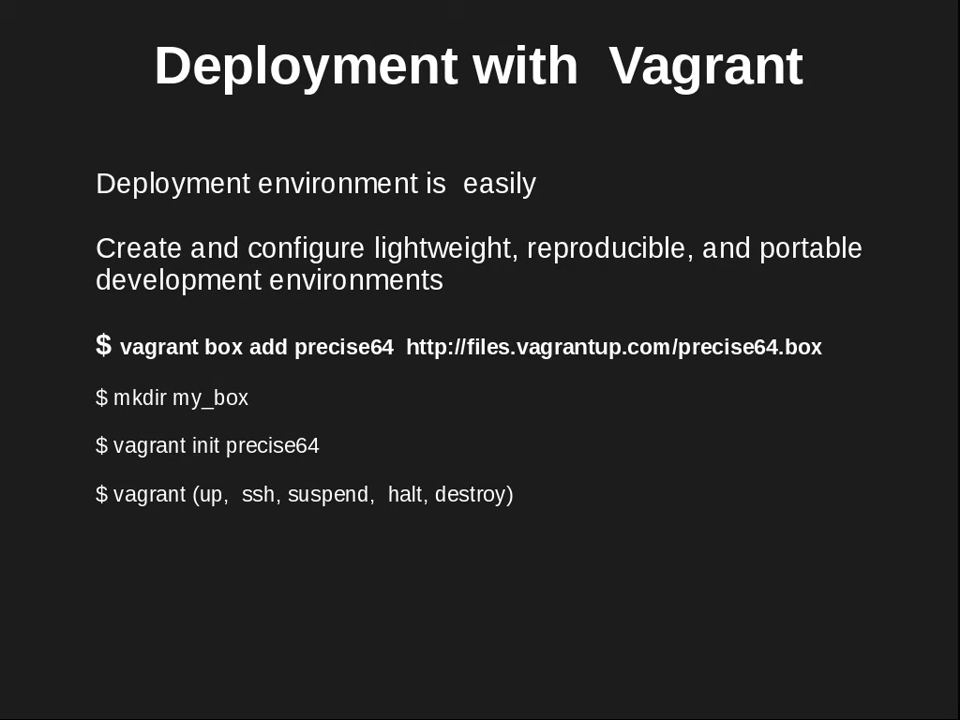 Deployment with  Vagrant
Deployment environment is  easily
Create and configure lightweight, reproducible, and portable
development environments
$ vagrant box add precise64  http://files.vagrantup.com/precise64.box
$ mkdir my_box
$ vagrant init precise64
$ vagrant (up,  ssh, suspend,  halt, destroy)